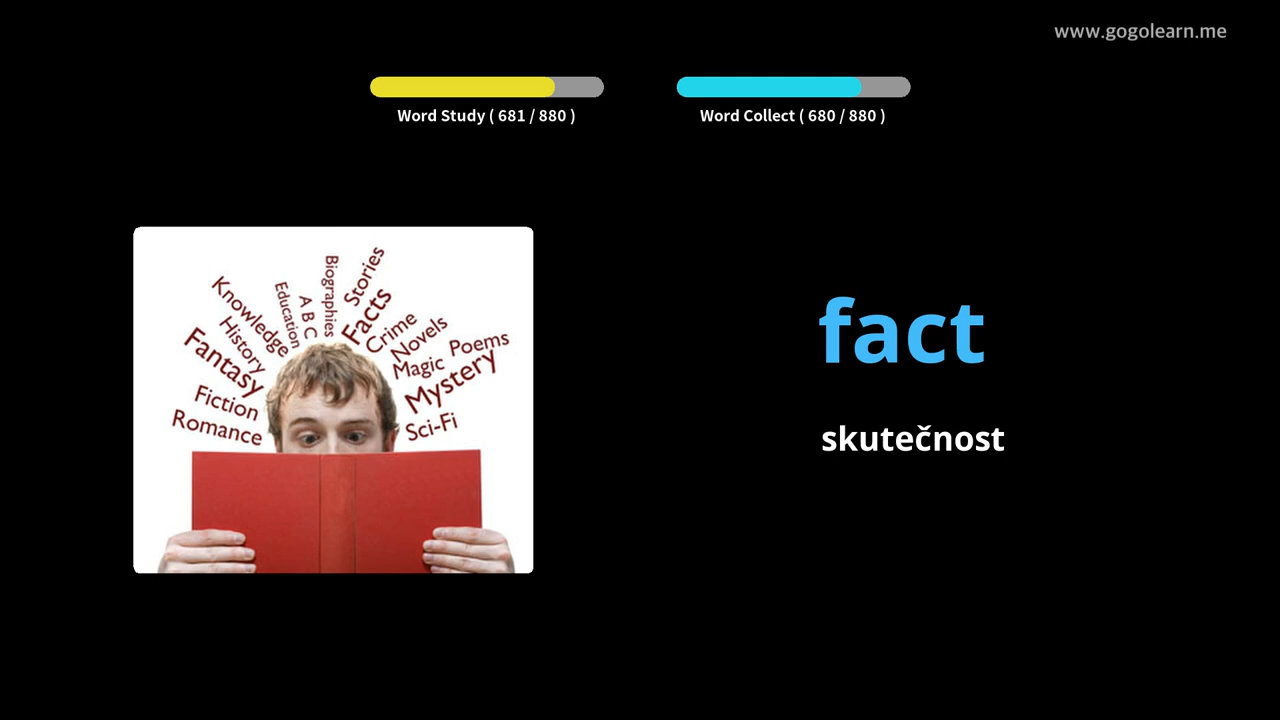 www.gogolearn.me
Word Study ( 681 / 880 )
Word Collect ( 680 / 880 )
Knowledge
Education
A B C
Biographies
Stories
Facts
History
Crime
Novels
Fantasy
Magic
Poems
Mystery
Fiction
Romance
Sci-Fi
fact
skutečnost